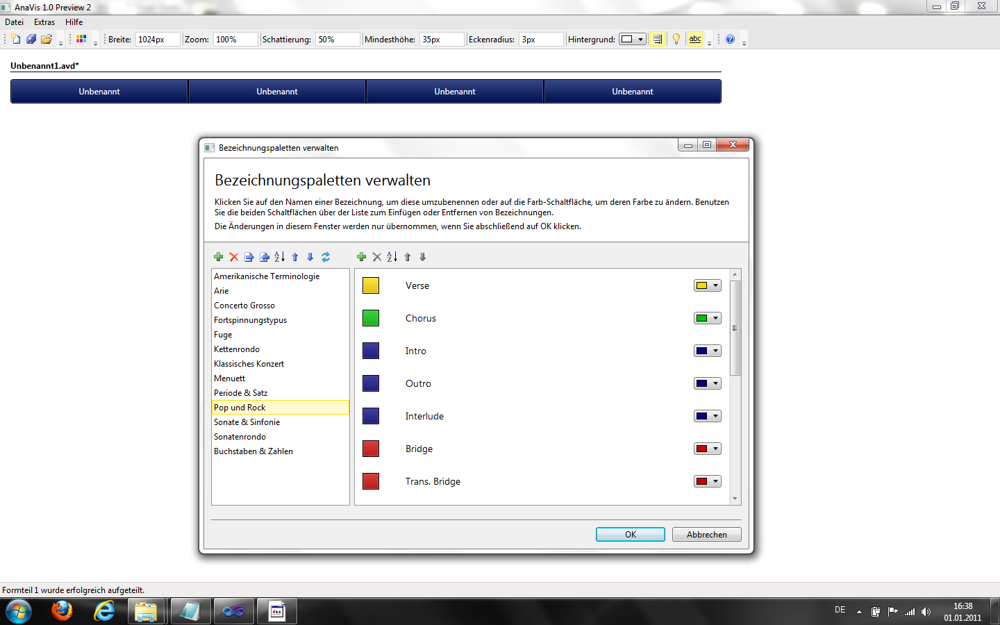 AnaVis 1.0 Preview 2
Datei Extras Hilfe
Breite: 1024px Zoom: 100% Schattierung: 50% Mindesthöhe: 35px Eckenradius: 3px Hintergrund: abc
Unbenannt1.avd*
Unbenannt Unbenannt Unbenannt Unbenannt
Bezeichnungspaletten verwalten
Bezeichnungspaletten verwalten
Klicken Sie auf den Namen einer Bezeichnung, um diese umzubenennen oder auf die Farb-Schaltfläche, um deren Farbe zu ändern. Benutzen
Sie die beiden Schaltflächen über der Liste zum Einfügen oder Entfernen von Bezeichnungen.
Die Änderungen in diesem Fenster werden nur übernommen, wenn Sie abschließend auf OK klicken.
Amerikanische Terminologie
Arie
Concerto Grosso
Fortspinnungstypus
Fuge
Kettenrondo
Klassisches Konzert
Menuett
Periode & Satz
Pop und Rock
Sonate & Sinfonie
Sonatenrondo
Buchstaben & Zahlen
Verse
Chorus
Intro
Outro
Interlude
Bridge
Trans. Bridge
OK Abbrechen
Formteil 1 wurde erfolgreich aufgeteilt.
DE 16:38
01.01.2011